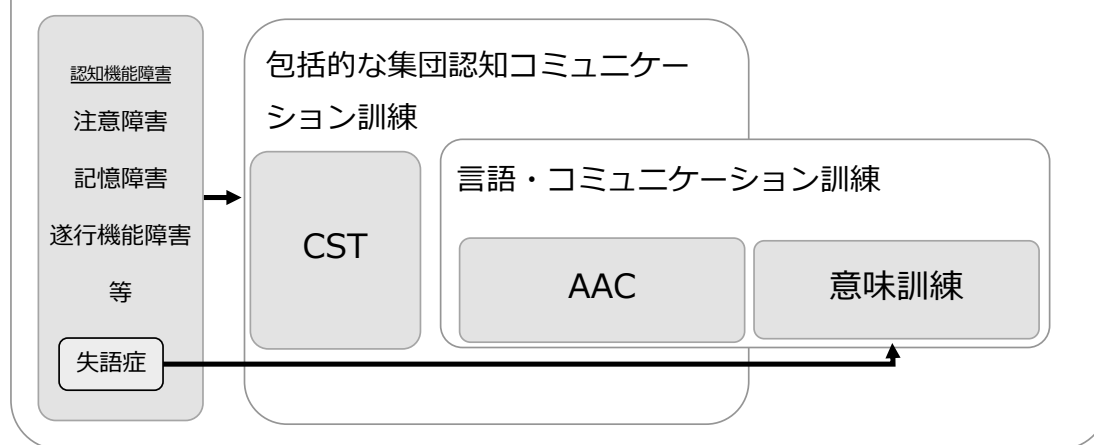 認知機能障害
注意障害
記憶障害
遂行機能障害
等
失語症
包括的な集団認知コミュニケー
ション訓練
CST
言語・コミュニケーション訓練
AAC
意味訓練